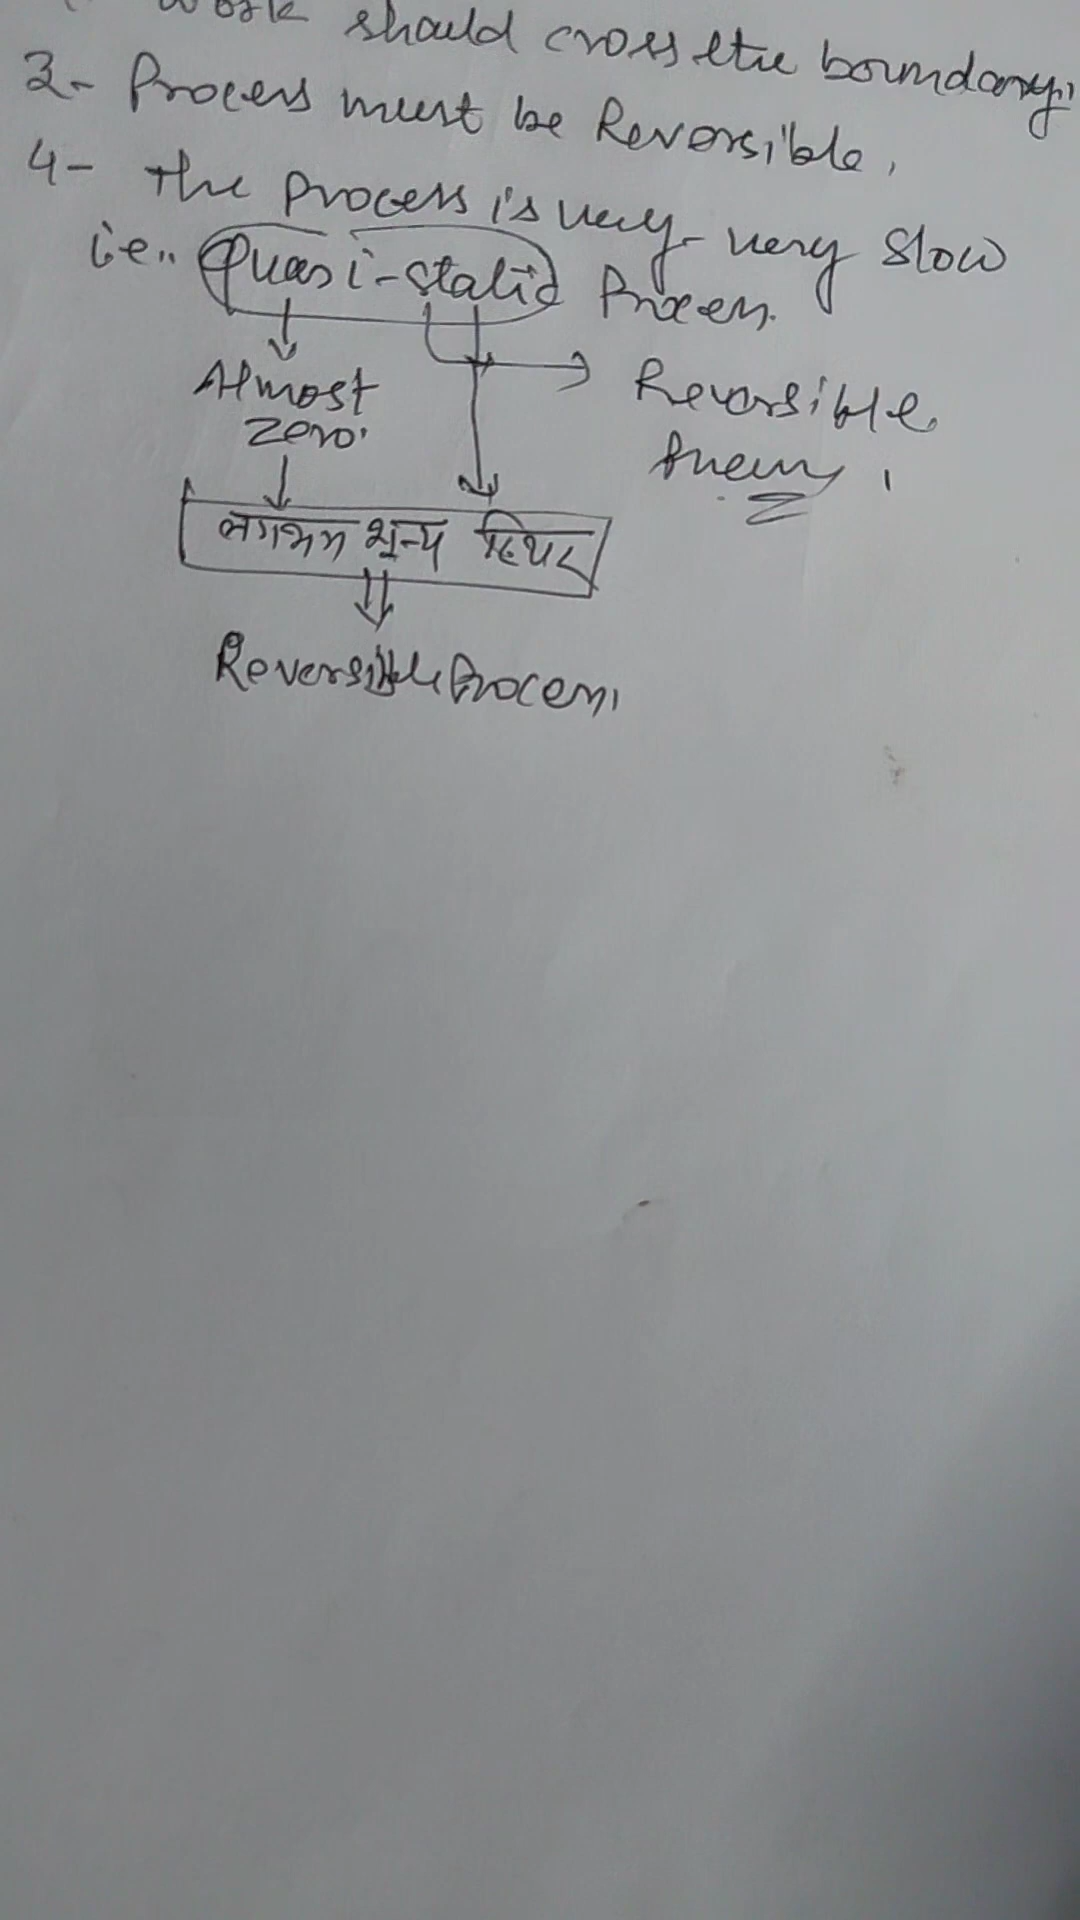 Work should cross the boundary.
3- Process must be Reversible.
4- The process is very-very slow
i.e.. Quasi-static Process.
Almost
zero.
Reversible
लगभग शून्य स्थिर
Reversible Process.